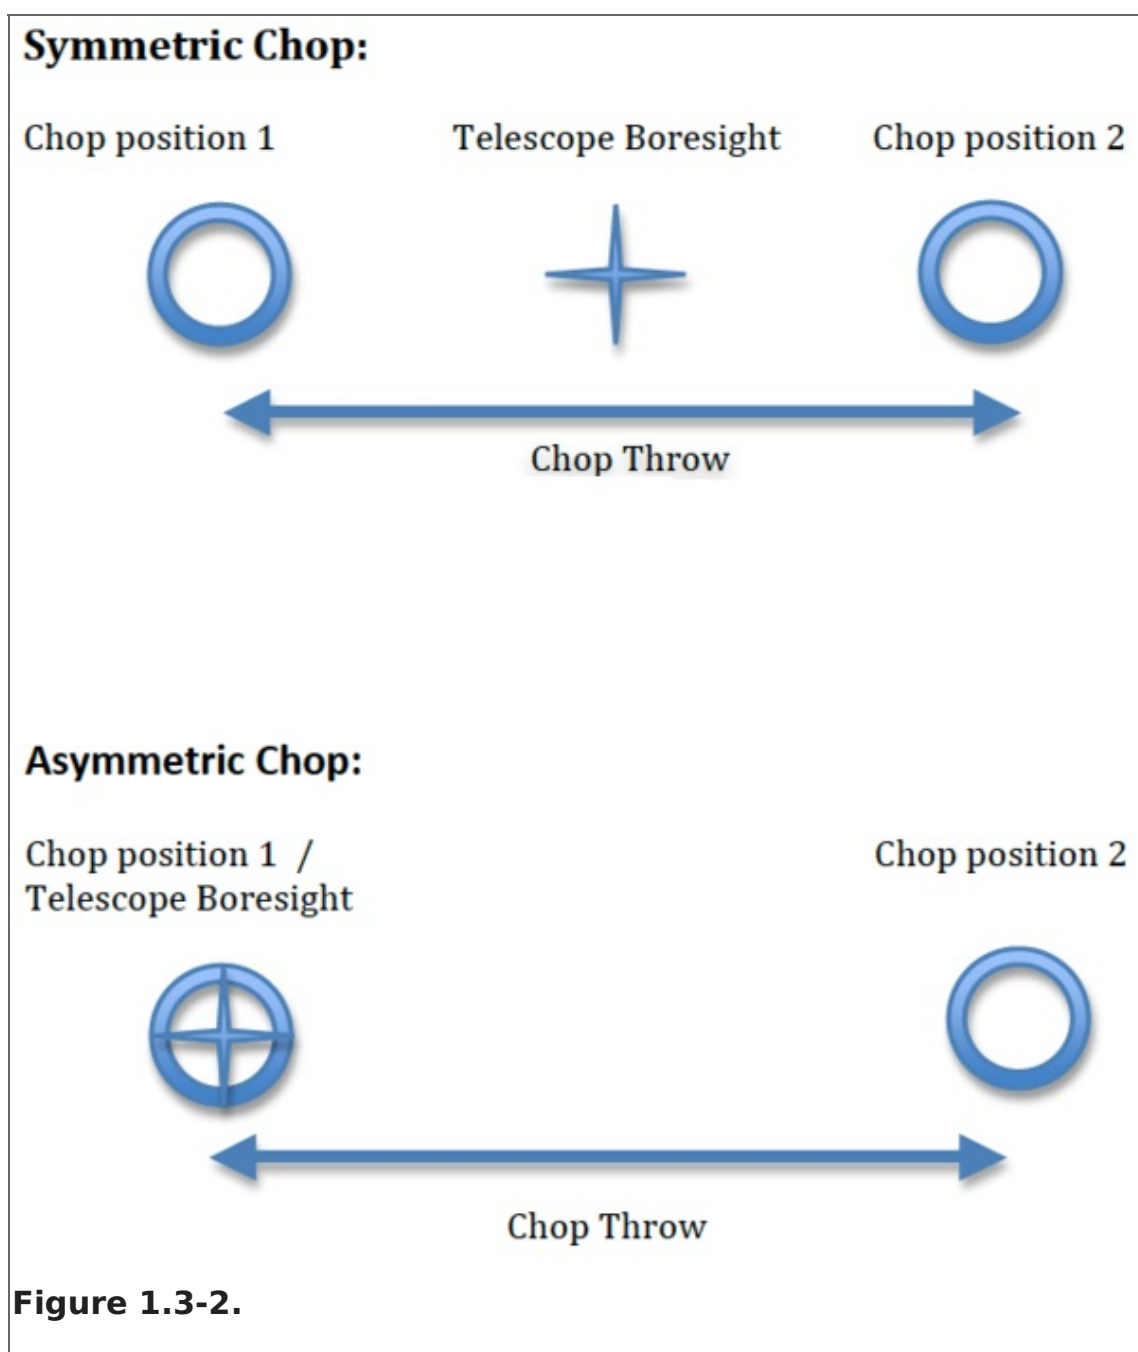 Symmetric Chop:
Chop position 1
Telescope Boresight
Chop position 2
Chop Throw
Asymmetric Chop:
Chop position 1 /
Telescope Boresight
Chop position 2
Chop Throw
Figure 1.3-2.